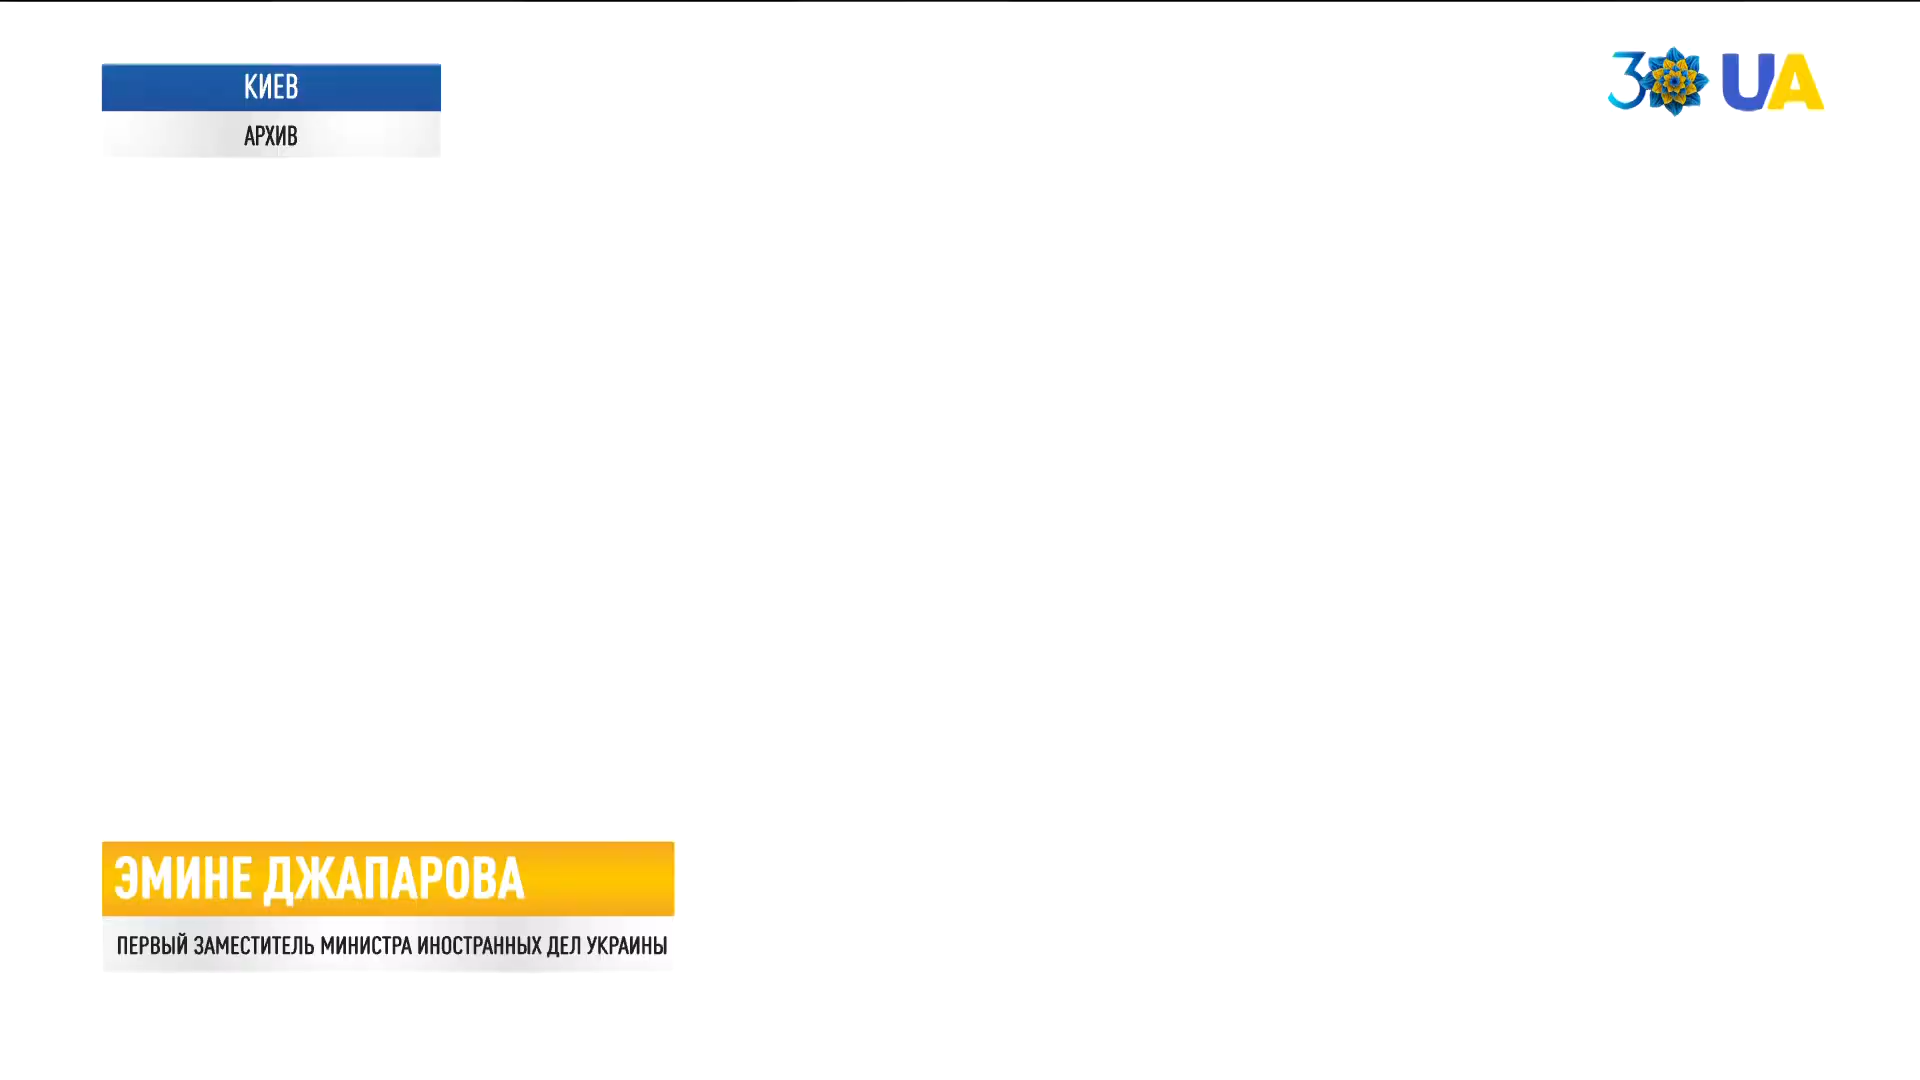 КИЕВ
АРХИВ
30 UA
ЭМИНЕ ДЖАПАРОВА
ПЕРВЫЙ ЗАМЕСТИТЕЛЬ МИНИСТРА ИНОСТРАННЫХ ДЕЛ УКРАИНЫ